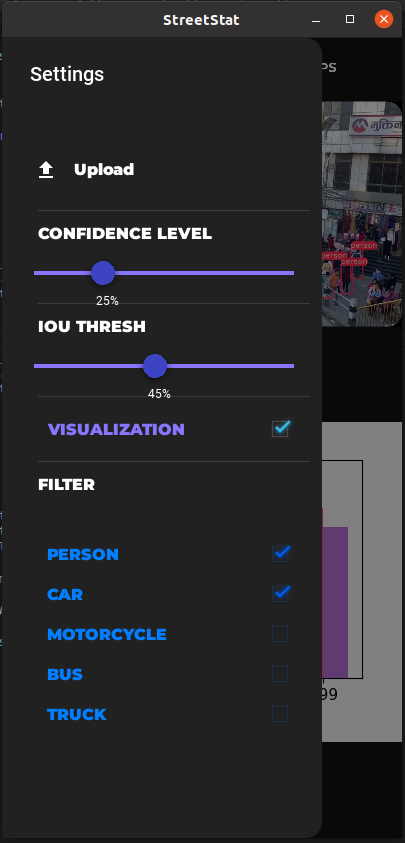 StreetStat
Settings
PS
Upload
मुक्तिन
CONFIDENCE LEVEL
person
person
person
25%
IOU THRESH
45%
VISUALIZATION
FILTER
PERSON
CAR
MOTORCYCLE
BUS
TRUCK
99